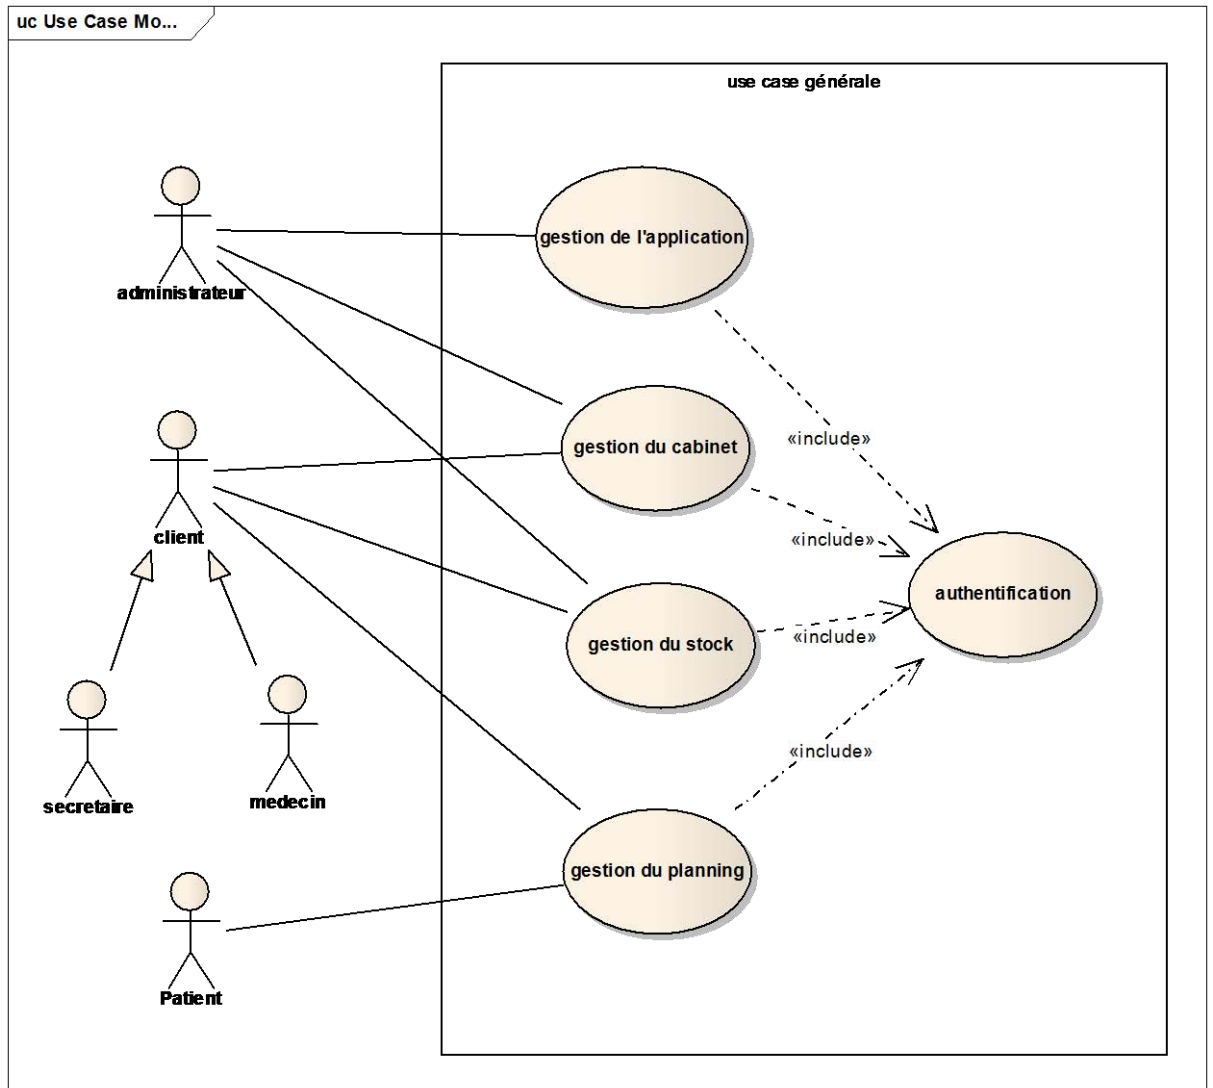 uc Use Case Mo...
use case générale
administrateur
gestion de l'application
client
gestion du cabinet
«include»
«include»
authentification
gestion du stock
«include»
secretaire
medecin
«include»
gestion du planning
Patient